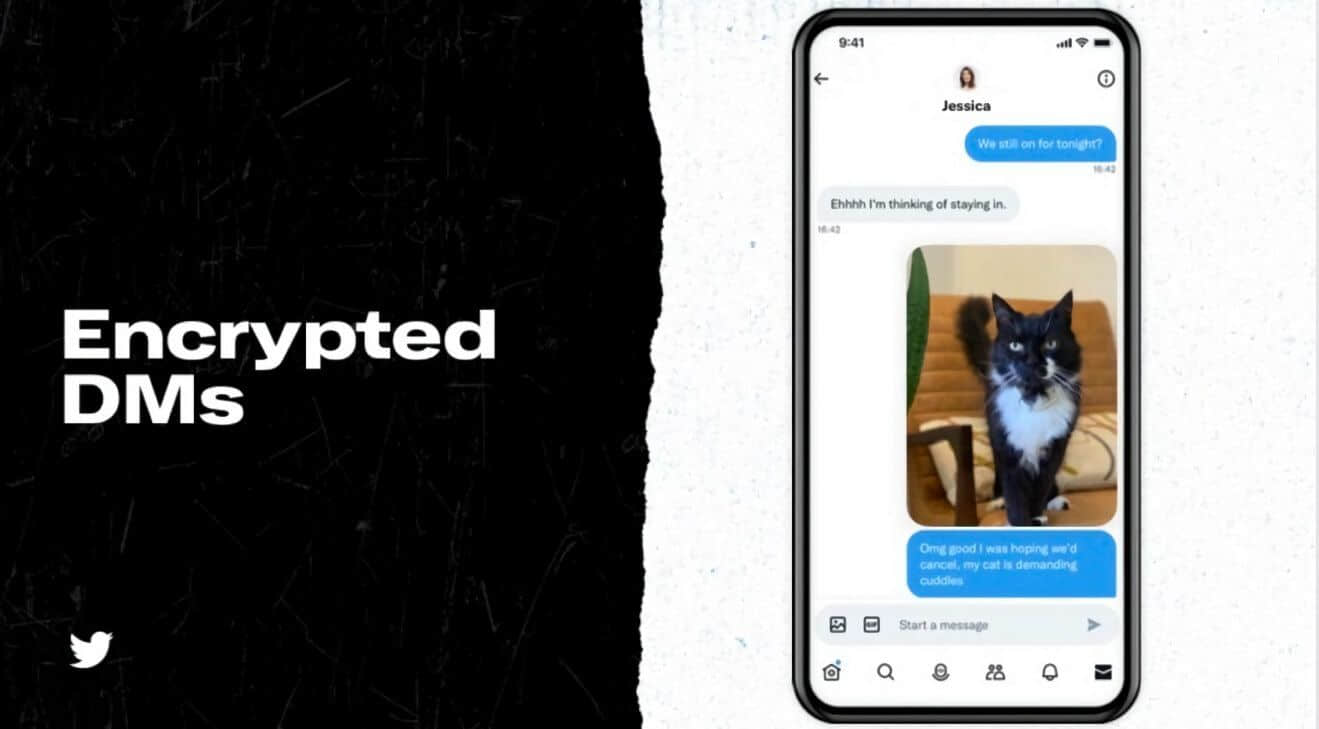 Encrypted
DMs
9:41
Jessica
We still on for tonight?
16:42
Ehhhh I'm thinking of staying in.
16:42
Omg good I was hoping we'd
cancel, my cat is demanding
cuddles
GIF
Start a message